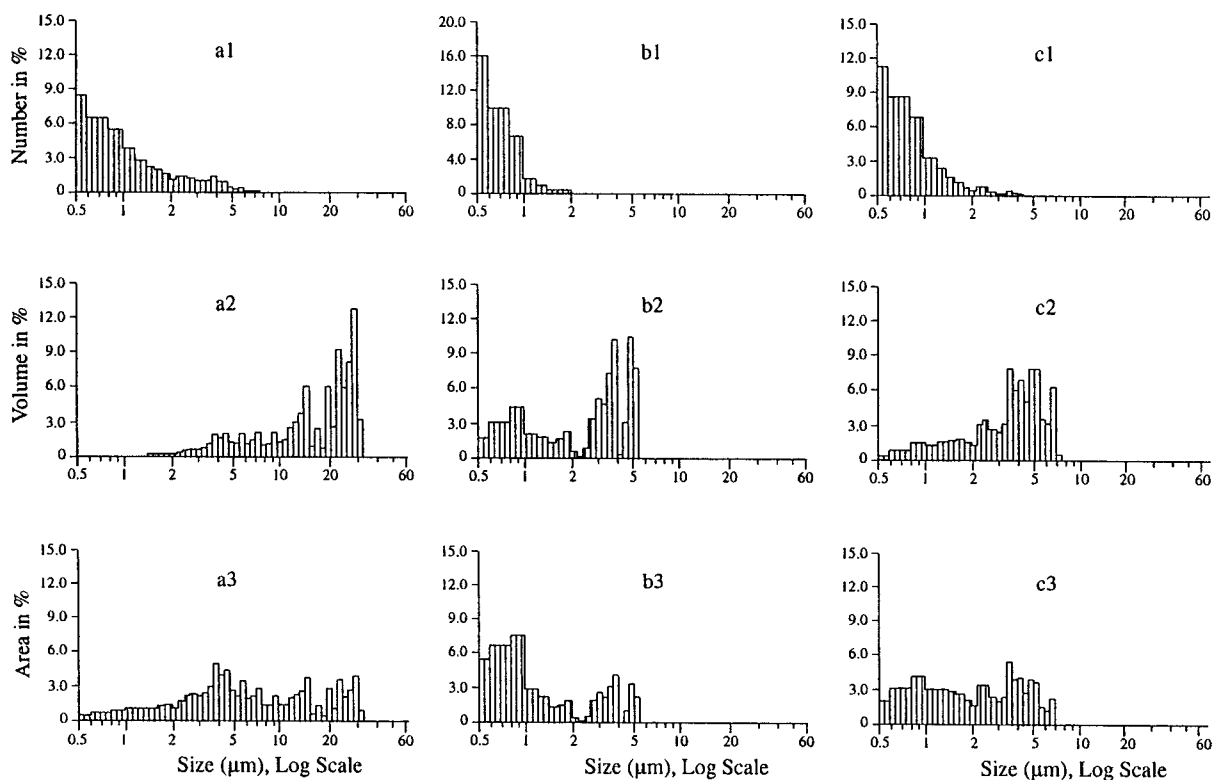 15.0 12.0 9.0 6.0 3.0 0
Number in %
a1
0.5 1 2 5 10 20 60
20.0 16.0 12.0 8.0 4.0 0.0
b1
0.5 1 2 5 10 20 60
15.0 12.0 9.0 6.0 3.0 0
c1
0.5 1 2 5 10 20 60
15.0 12.0 9.0 6.0 3.0 0
Volume in %
a2
0.5 1 2 5 10 20 60
15.0 12.0 9.0 6.0 3.0 0
b2
0.5 1 2 5 10 20 60
15.0 12.0 9.0 6.0 3.0 0
c2
0.5 1 2 5 10 20 60
15.0 12.0 9.0 6.0 3.0 0
Area in %
a3
0.5 1 2 5 10 20 60
Size (µm), Log Scale
15.0 12.0 9.0 6.0 3.0 0
b3
0.5 1 2 5 10 20 60
Size (µm), Log Scale
15.0 12.0 9.0 6.0 3.0 0
c3
0.5 1 2 5 10 20 60
Size (µm), Log Scale